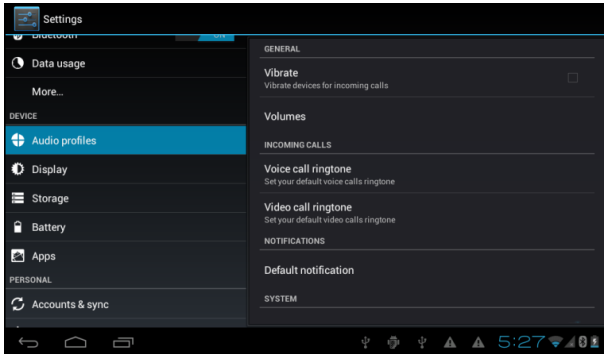 Settings
Bluetooth
ON
Data usage
More...
DEVICE
Audio profiles
Display
Storage
Battery
Apps
PERSONAL
Accounts & sync
GENERAL
Vibrate
Vibrate devices for incoming calls
Volumes
INCOMING CALLS
Voice call ringtone
Set your default voice calls ringtone
Video call ringtone
Set your default video calls ringtone
NOTIFICATIONS
Default notification
SYSTEM
5:27